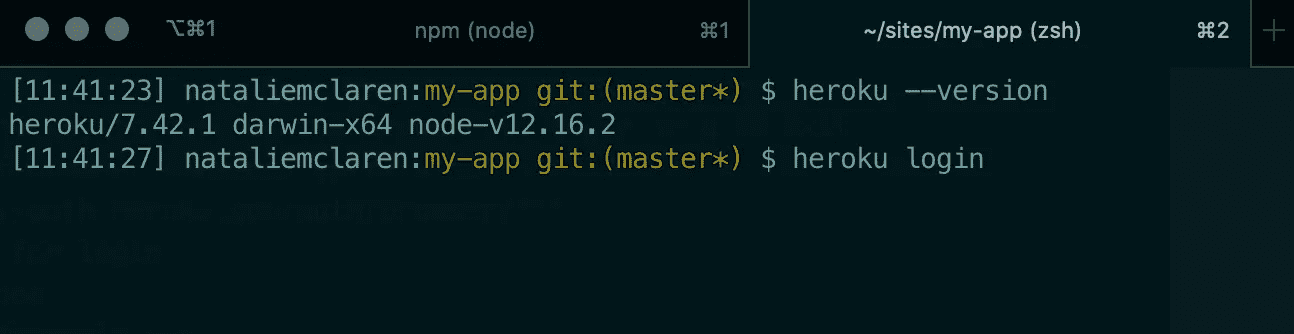 ⌥⌘1 npm (node) ⌘1 ~/sites/my-app (zsh) ⌘2 +
[11:41:23] nataliemclaren:my-app git:(master*) $ heroku --version
heroku/7.42.1 darwin-x64 node-v12.16.2
[11:41:27] nataliemclaren:my-app git:(master*) $ heroku login
for login